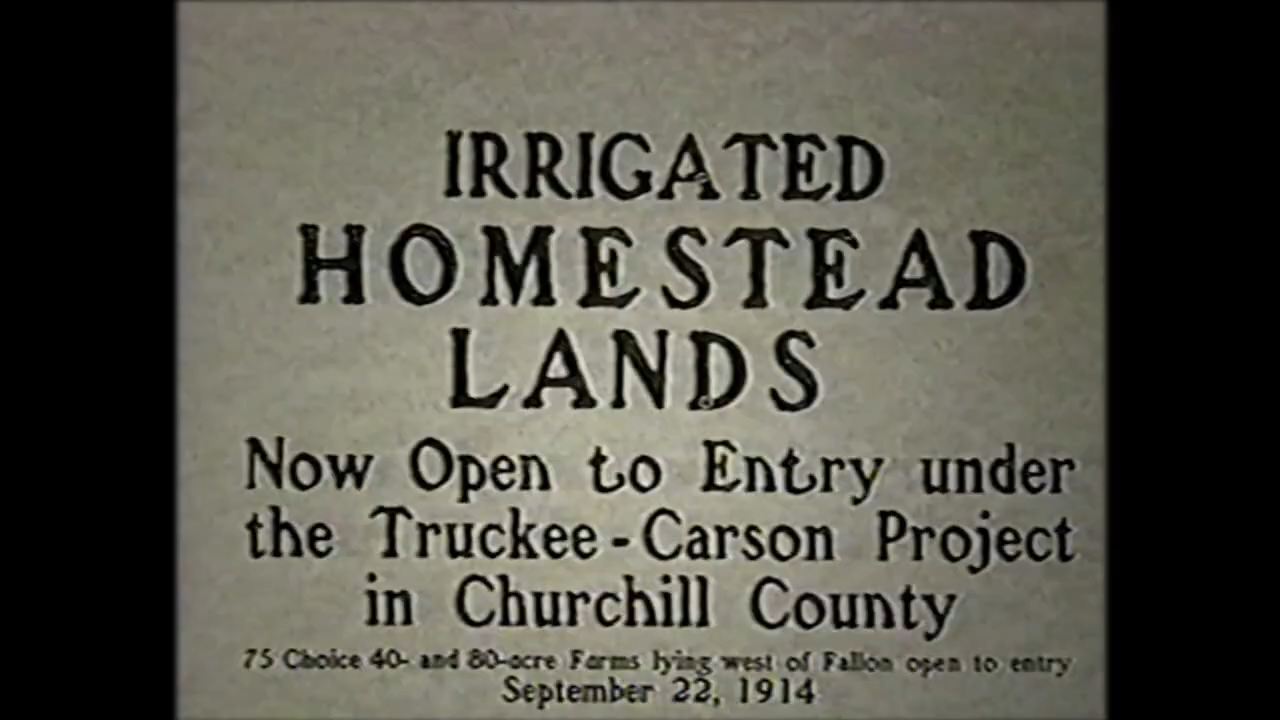 IRRIGATED
HOMESTEAD
LANDS
Now Open to Entry under
the Truckee-Carson Project
in Churchill County
75 Choice 40- and 80-acre Farms lying west of Fallon open to entry
September 22, 1914